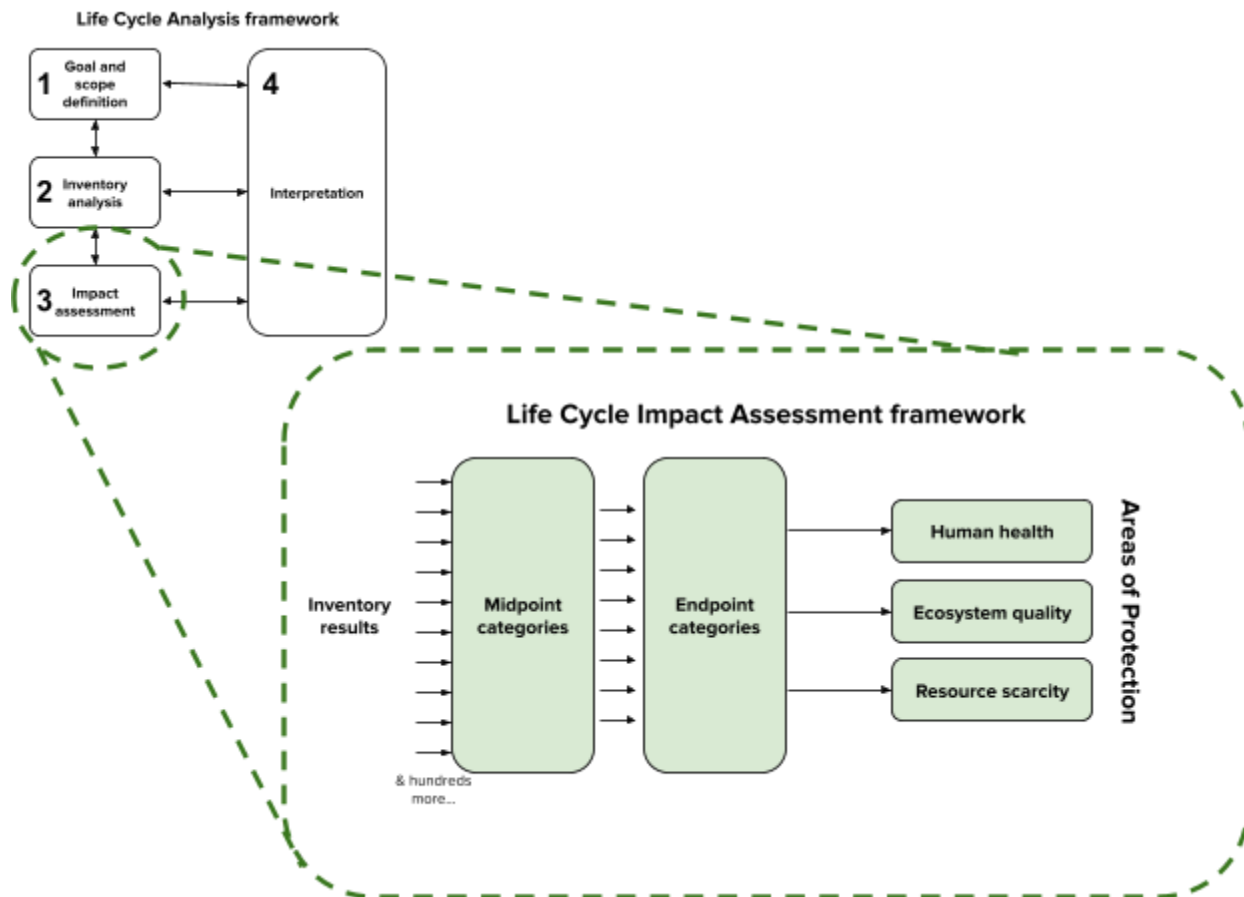 Life Cycle Analysis framework
1
Goal and
scope
definition
4
2
Inventory
analysis
Interpretation
3
Impact
assessment
Life Cycle Impact Assessment framework
Inventory
results
Midpoint
categories
Endpoint
categories
Human health
Ecosystem quality
Resource scarcity
Areas of Protection
& hundreds
more...